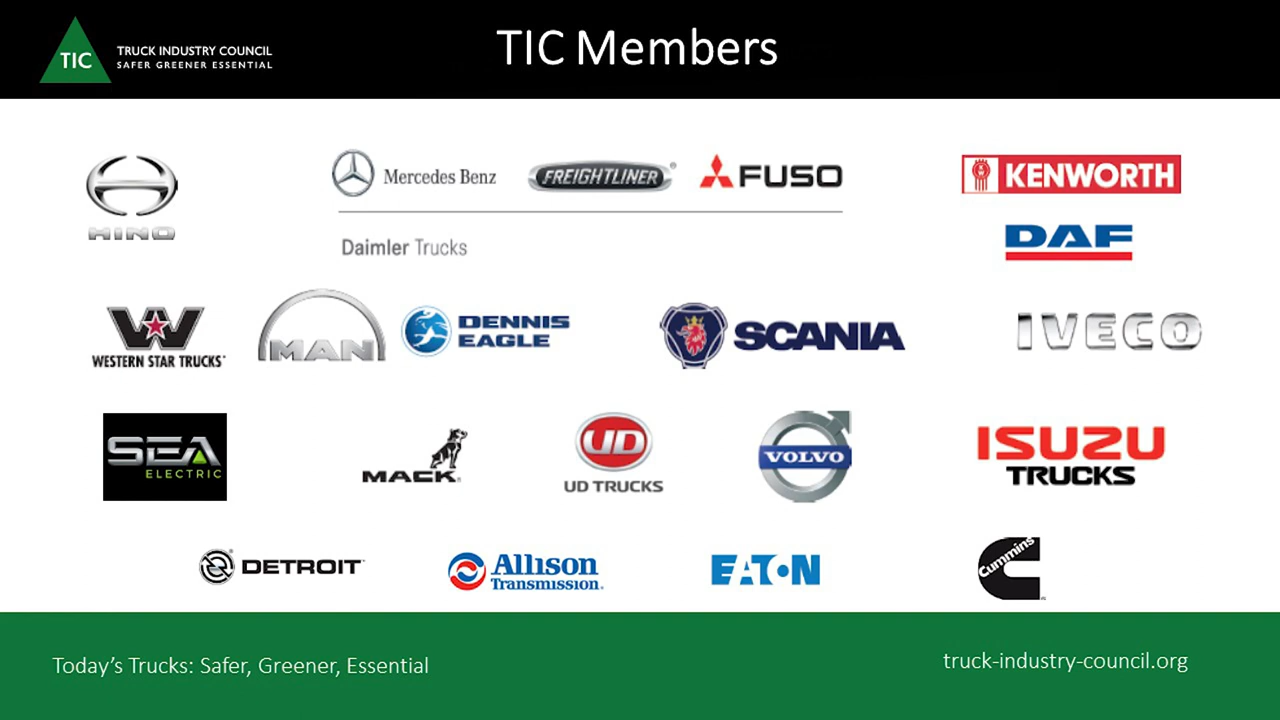 TIC
TRUCK INDUSTRY COUNCIL
SAFER GREENER ESSENTIAL
TIC Members
HINO
Mercedes Benz
FREIGHTLINER
FUSO
Daimler Trucks
KENWORTH
DAF
WESTERN STAR TRUCKS
MAN
DENNIS
EAGLE
SCANIA
IVECO
SEA
ELECTRIC
MACK
UD
UD TRUCKS
VOLVO
ISUZU
TRUCKS
DETROIT
Allison
Transmission
EATON
Cummins
Today’s Trucks: Safer, Greener, Essential
truck-industry-council.org